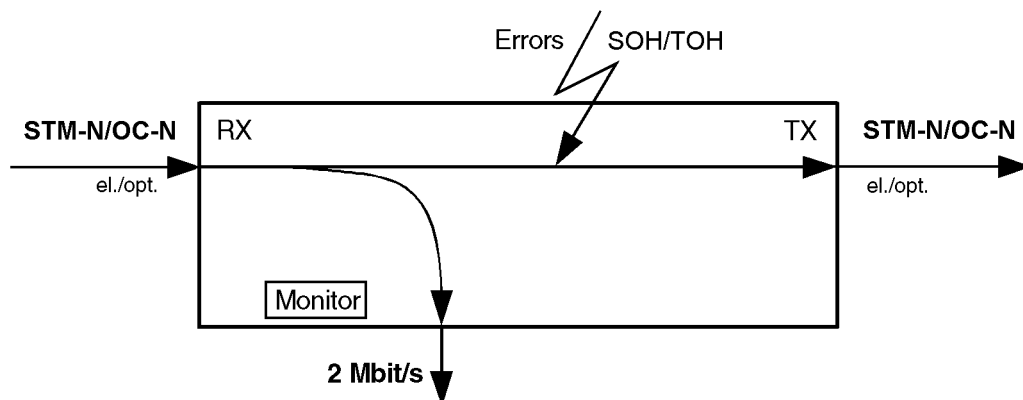 Errors SOH/TOH
STM-N/OC-N RX TX STM-N/OC-N
el./opt. el./opt.
Monitor
2 Mbit/s